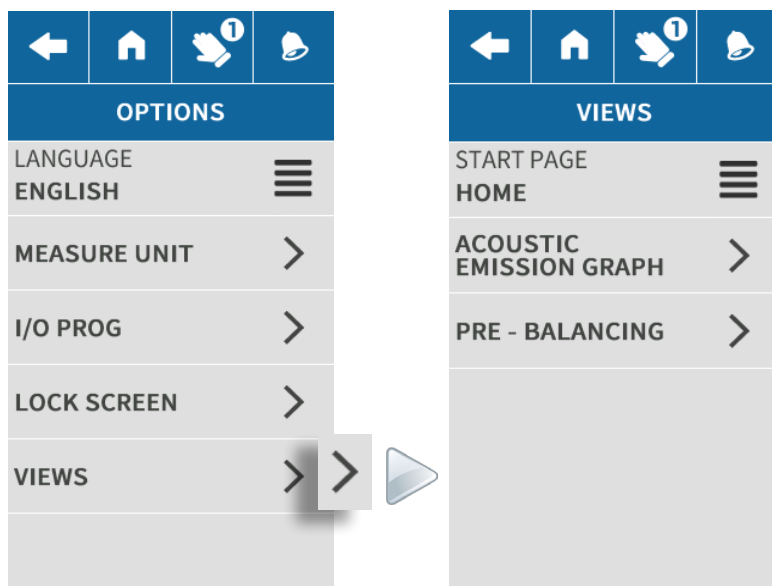 1
OPTIONS
LANGUAGE
ENGLISH
MEASURE UNIT
I/O PROG
LOCK SCREEN
VIEWS
1
VIEWS
START PAGE
HOME
ACOUSTIC
EMISSION GRAPH
PRE - BALANCING